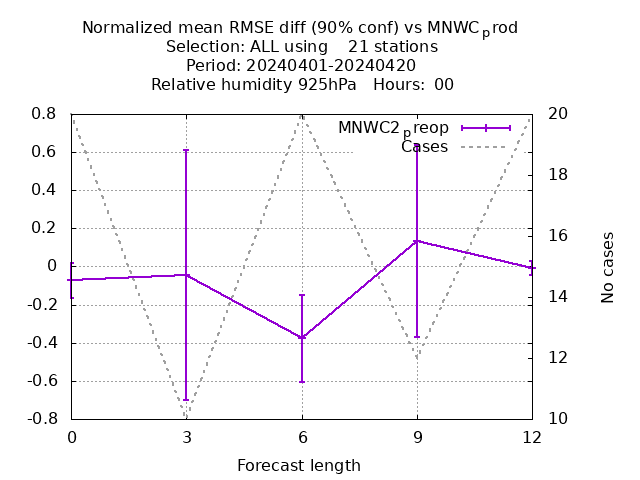 Normalized mean RMSE diff (90% conf) vs MNWC_prod
Selection: ALL using    21 stations
Period: 20240401-20240420
Relative humidity 925hPa   Hours:  00
0.8
0.6
0.4
0.2
0
-0.2
-0.4
-0.6
-0.8
20
18
16
14
12
10
MNWC2_preop
Cases
No cases
0 3 6 9 12
Forecast length